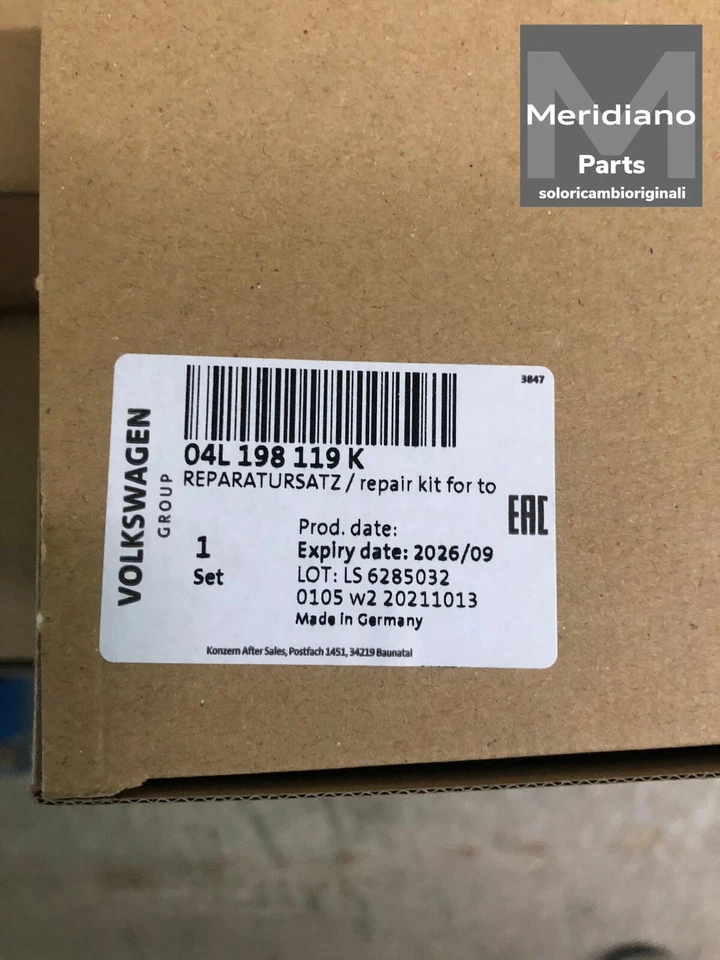 Meridiano
Parts
soloricambioriginali
3847
VOLKSWAGEN
GROUP
04L 198 119 K
REPARATURSATZ / repair kit for to
EAC
1
Set
Prod. date:
Expiry date: 2026/09
LOT: LS 6285032
0105 w2 20211013
Made in Germany
Konzern After Sales, Postfach 1451, 34219 Baunatal